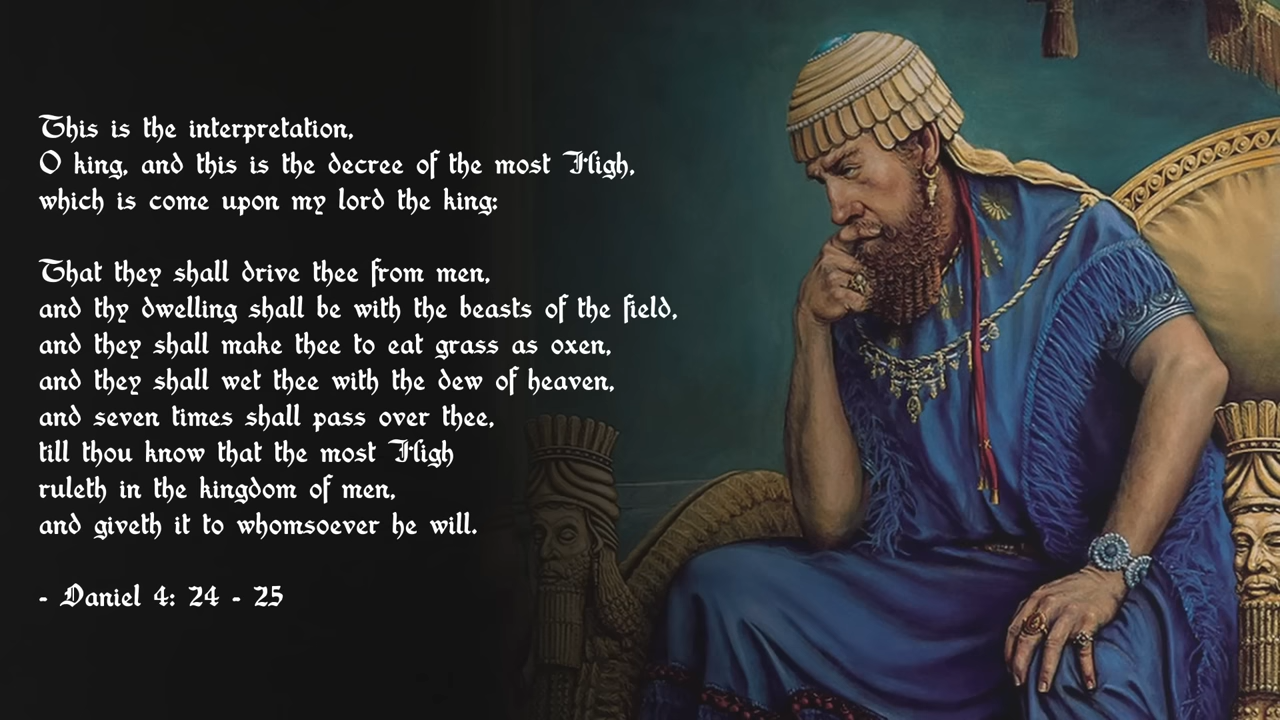 This is the interpretation,
O king, and this is the decree of the most High,
which is come upon my lord the king:
That they shall drive thee from men,
and thy dwelling shall be with the beasts of the field,
and they shall make thee to eat grass as oxen,
and they shall wet thee with the dew of heaven,
and seven times shall pass over thee,
till thou know that the most High
ruleth in the kingdom of men,
and giveth it to whomsoever he will.
- Daniel 4: 24 - 25